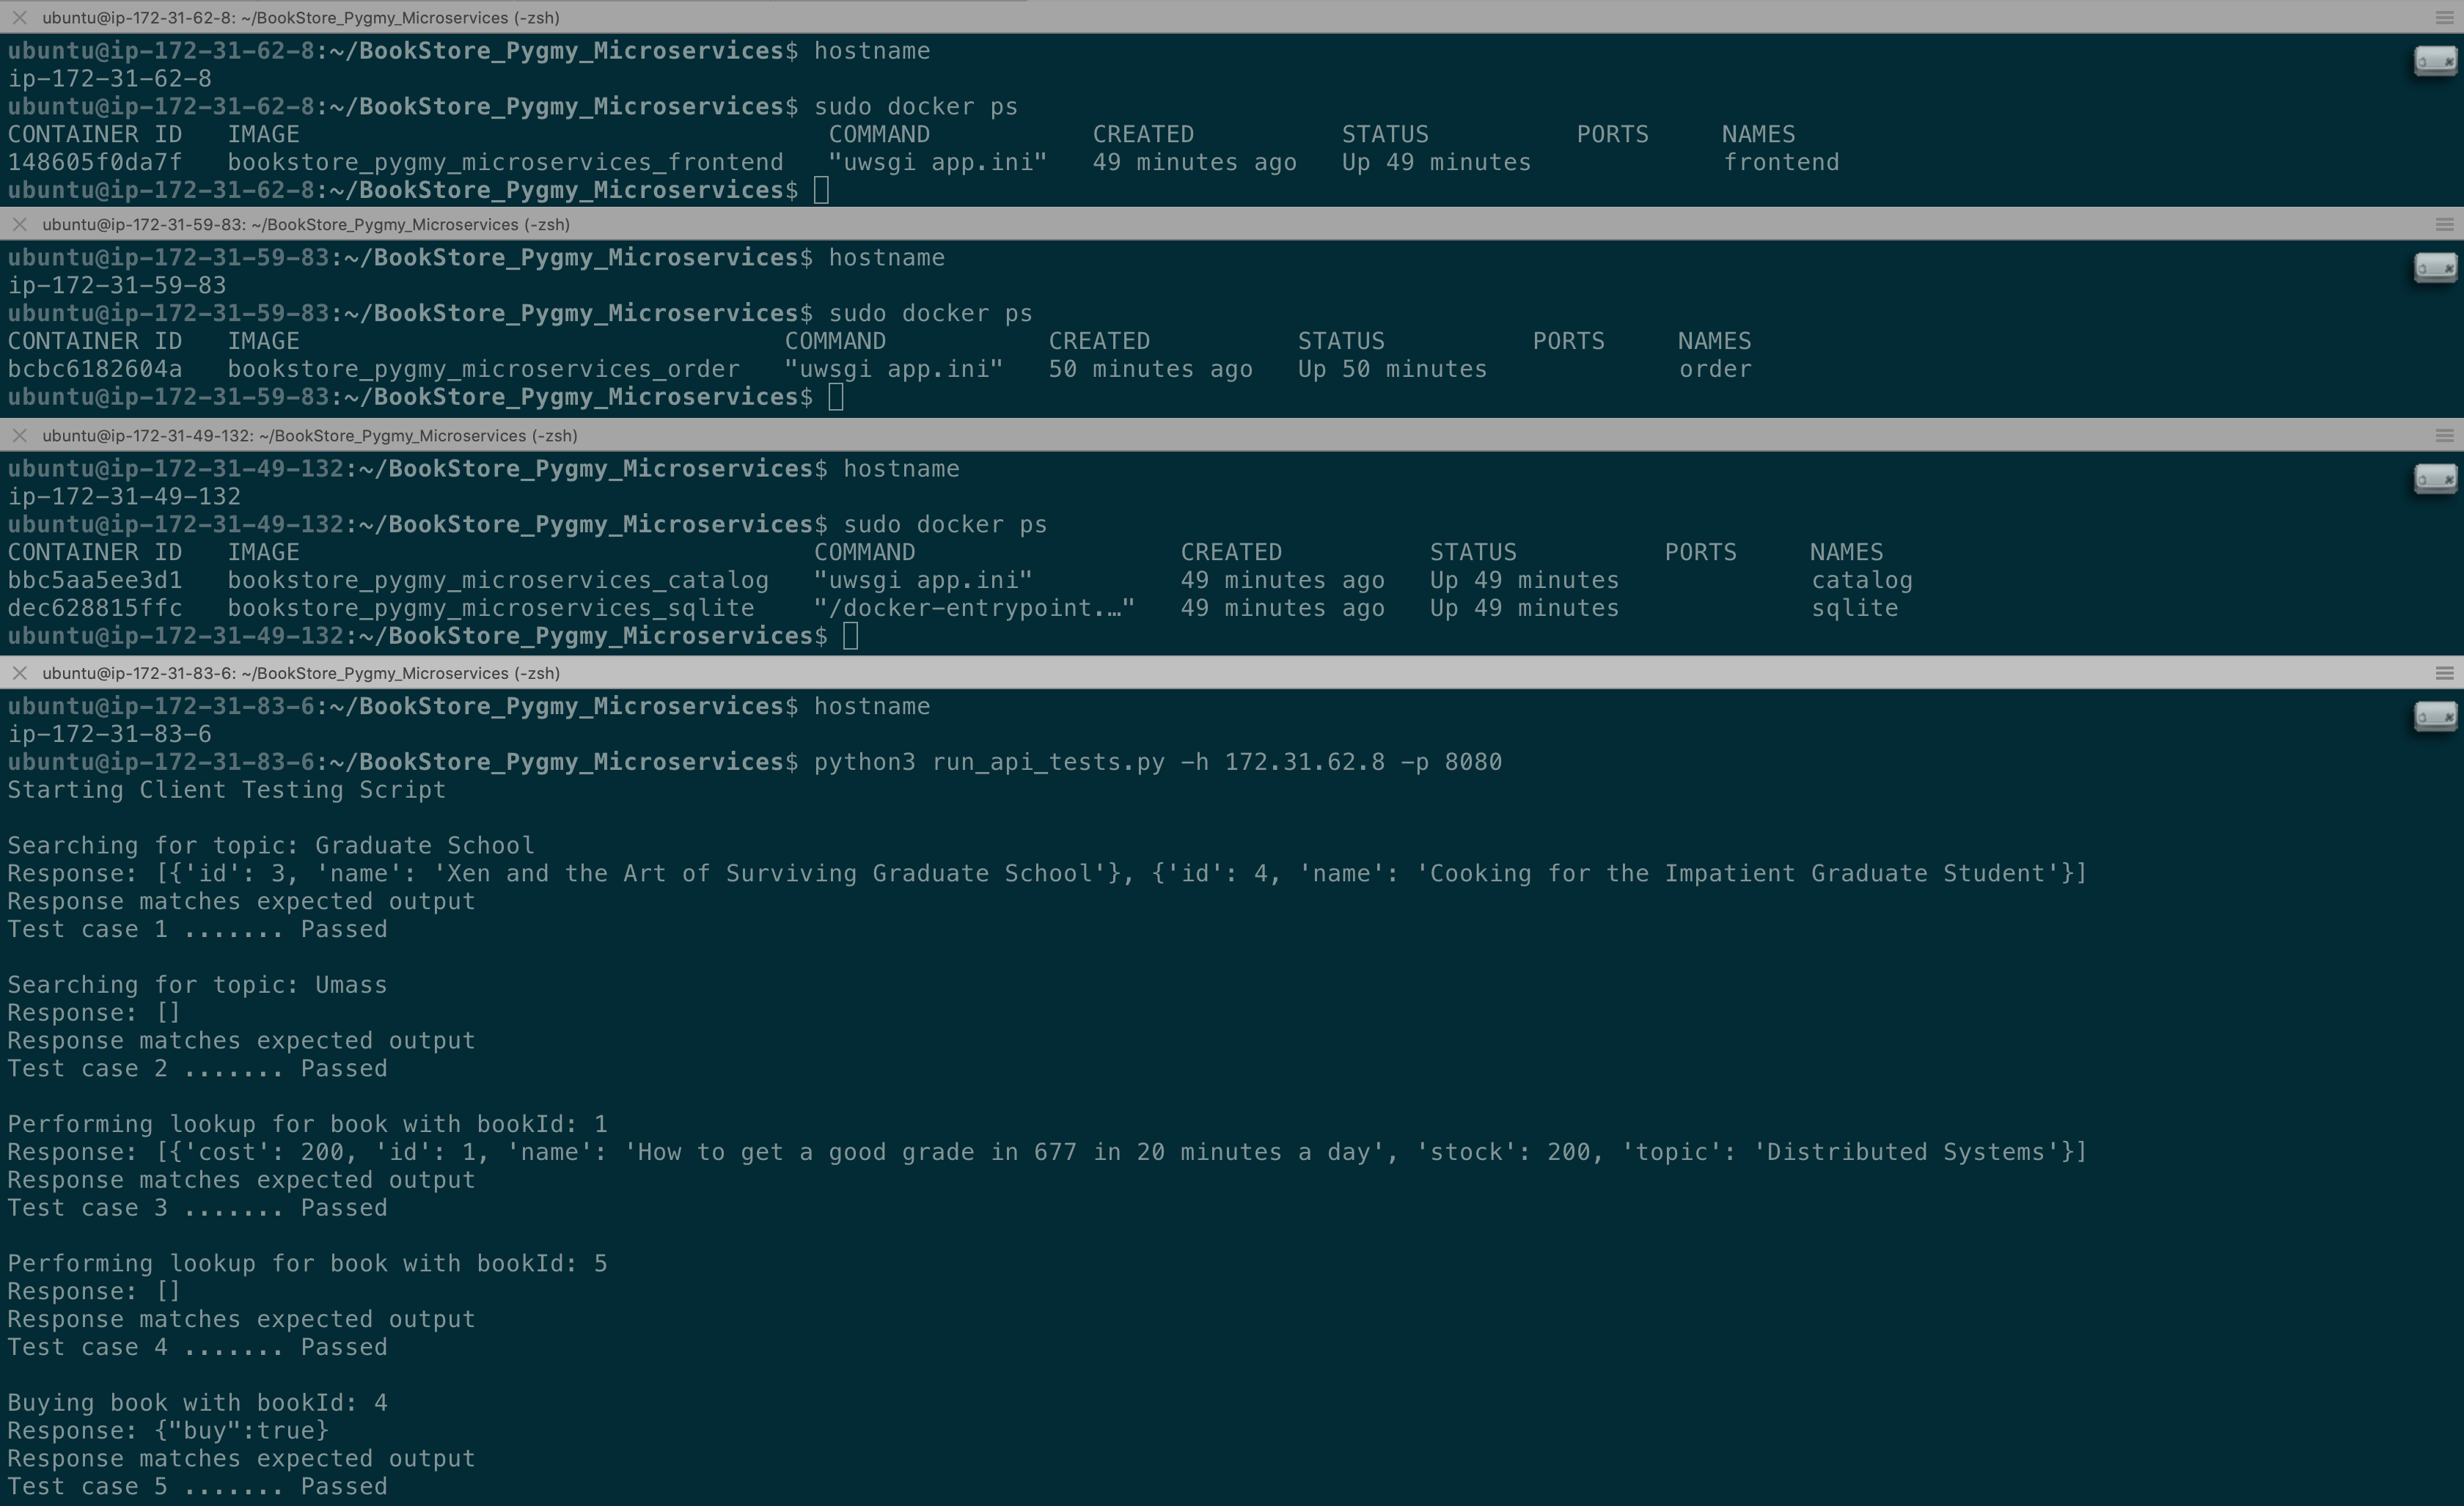 ubuntu@ip-172-31-62-8: ~/BookStore_Pygmy_Microservices (-zsh)
ubuntu@ip-172-31-62-8:~/BookStore_Pygmy_Microservices$ hostname
ip-172-31-62-8
ubuntu@ip-172-31-62-8:~/BookStore_Pygmy_Microservices$ sudo docker ps
CONTAINER ID   IMAGE                                    COMMAND           CREATED          STATUS          PORTS     NAMES
148605f0da7f   bookstore_pygmy_microservices_frontend   "uwsgi app.ini"   49 minutes ago   Up 49 minutes             frontend
ubuntu@ip-172-31-62-8:~/BookStore_Pygmy_Microservices$
ubuntu@ip-172-31-59-83: ~/BookStore_Pygmy_Microservices (-zsh)
ubuntu@ip-172-31-59-83:~/BookStore_Pygmy_Microservices$ hostname
ip-172-31-59-83
ubuntu@ip-172-31-59-83:~/BookStore_Pygmy_Microservices$ sudo docker ps
CONTAINER ID   IMAGE                                 COMMAND           CREATED          STATUS          PORTS     NAMES
bcbc6182604a   bookstore_pygmy_microservices_order   "uwsgi app.ini"   50 minutes ago   Up 50 minutes             order
ubuntu@ip-172-31-59-83:~/BookStore_Pygmy_Microservices$
ubuntu@ip-172-31-49-132: ~/BookStore_Pygmy_Microservices (-zsh)
ubuntu@ip-172-31-49-132:~/BookStore_Pygmy_Microservices$ hostname
ip-172-31-49-132
ubuntu@ip-172-31-49-132:~/BookStore_Pygmy_Microservices$ sudo docker ps
CONTAINER ID   IMAGE                                   COMMAND                  CREATED          STATUS          PORTS     NAMES
bbc5aa5ee3d1   bookstore_pygmy_microservices_catalog   "uwsgi app.ini"          49 minutes ago   Up 49 minutes             catalog
dec628815ffc   bookstore_pygmy_microservices_sqlite    "/docker-entrypoint.…"   49 minutes ago   Up 49 minutes             sqlite
ubuntu@ip-172-31-49-132:~/BookStore_Pygmy_Microservices$
ubuntu@ip-172-31-83-6: ~/BookStore_Pygmy_Microservices (-zsh)
ubuntu@ip-172-31-83-6:~/BookStore_Pygmy_Microservices$ hostname
ip-172-31-83-6
ubuntu@ip-172-31-83-6:~/BookStore_Pygmy_Microservices$ python3 run_api_tests.py -h 172.31.62.8 -p 8080
Starting Client Testing Script
Searching for topic: Graduate School
Response: [{'id': 3, 'name': 'Xen and the Art of Surviving Graduate School'}, {'id': 4, 'name': 'Cooking for the Impatient Graduate Student'}]
Response matches expected output
Test case 1 ....... Passed
Searching for topic: Umass
Response: []
Response matches expected output
Test case 2 ....... Passed
Performing lookup for book with bookId: 1
Response: [{'cost': 200, 'id': 1, 'name': 'How to get a good grade in 677 in 20 minutes a day', 'stock': 200, 'topic': 'Distributed Systems'}]
Response matches expected output
Test case 3 ....... Passed
Performing lookup for book with bookId: 5
Response: []
Response matches expected output
Test case 4 ....... Passed
Buying book with bookId: 4
Response: {"buy":true}
Response matches expected output
Test case 5 ....... Passed